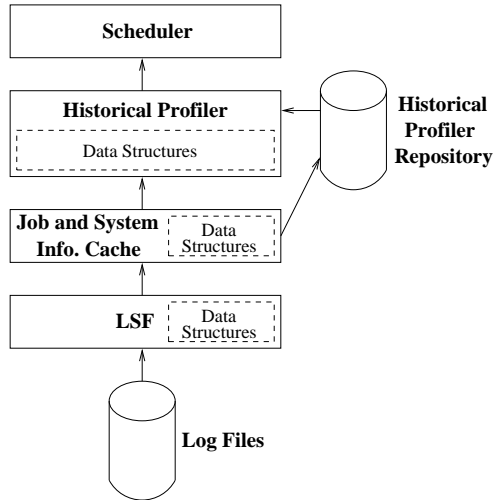 Scheduler
Historical Profiler
Data Structures
Historical
Profiler
Repository
Job and System
Info. Cache
Data
Structures
LSF
Data
Structures
Log Files